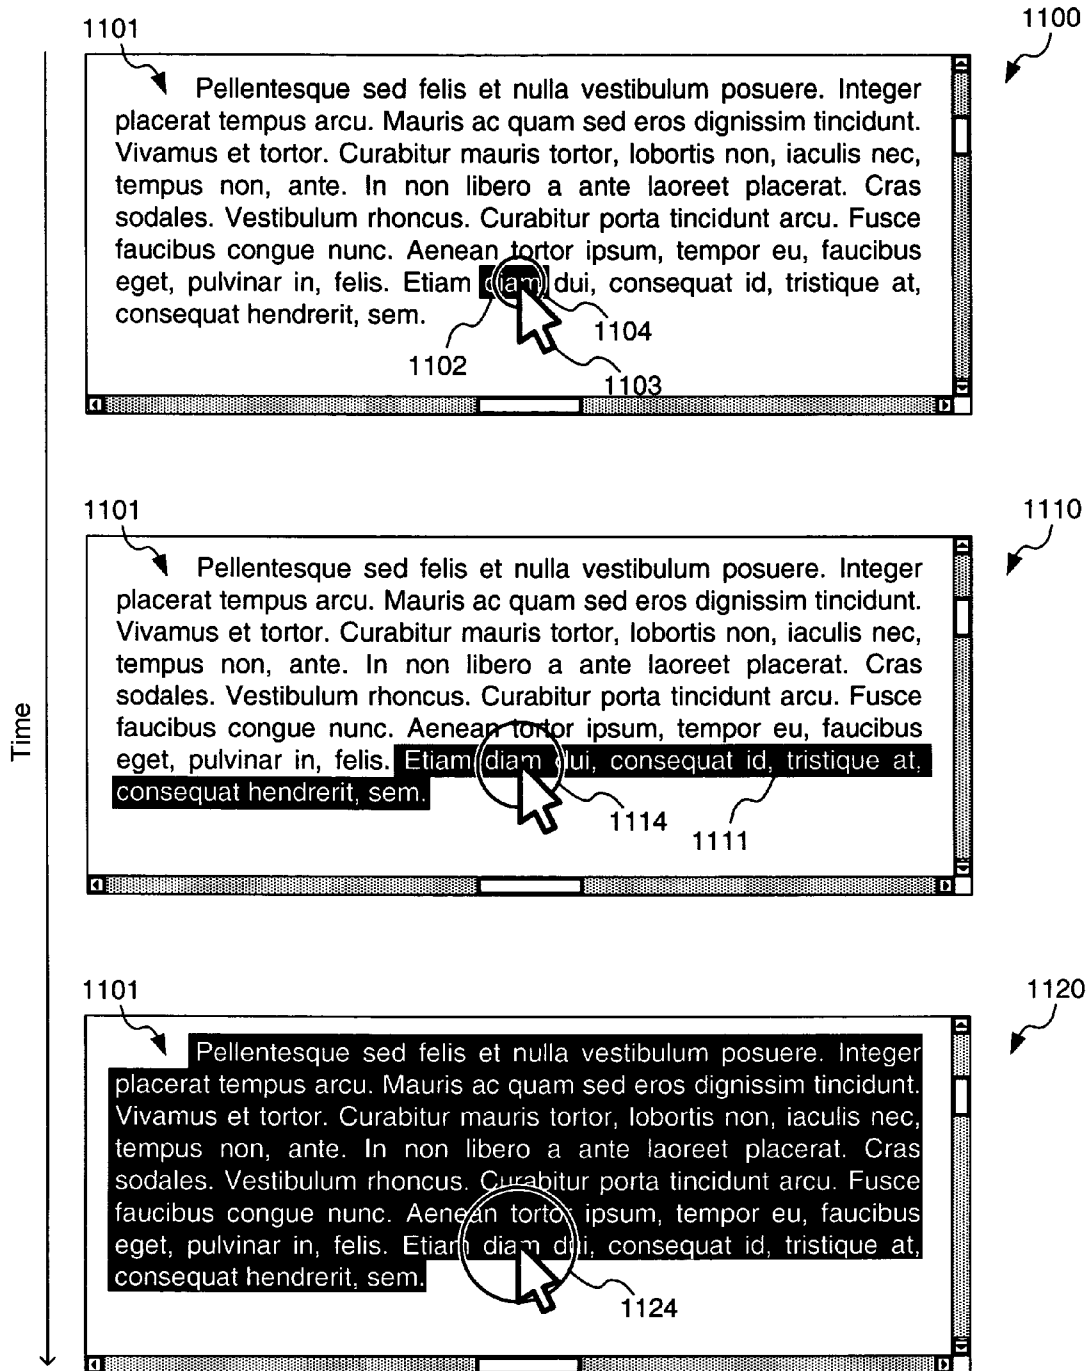 1101
1100
Pellentesque sed felis et nulla vestibulum posuere. Integer
placerat tempus arcu. Mauris ac quam sed eros dignissim tincidunt.
Vivamus et tortor. Curabitur mauris tortor, lobortis non, iaculis nec,
tempus non, ante. In non libero a ante laoreet placerat. Cras
sodales. Vestibulum rhoncus. Curabitur porta tincidunt arcu. Fusce
faucibus congue nunc. Aenean tortor ipsum, tempor eu, faucibus
eget, pulvinar in, felis. Etiam diam dui, consequat id, tristique at,
consequat hendrerit, sem.
1104
1102
1103
1101
1110
Pellentesque sed felis et nulla vestibulum posuere. Integer
placerat tempus arcu. Mauris ac quam sed eros dignissim tincidunt.
Vivamus et tortor. Curabitur mauris tortor, lobortis non, iaculis nec,
tempus non, ante. In non libero a ante laoreet placerat. Cras
sodales. Vestibulum rhoncus. Curabitur porta tincidunt arcu. Fusce
faucibus congue nunc. Aenean tortor ipsum, tempor eu, faucibus
eget, pulvinar in, felis. Etiam diam dui, consequat id, tristique at,
consequat hendrerit, sem.
1114
1111
Time
1101
1120
Pellentesque sed felis et nulla vestibulum posuere. Integer
placerat tempus arcu. Mauris ac quam sed eros dignissim tincidunt.
Vivamus et tortor. Curabitur mauris tortor, lobortis non, iaculis nec,
tempus non, ante. In non libero a ante laoreet placerat. Cras
sodales. Vestibulum rhoncus. Curabitur porta tincidunt arcu. Fusce
faucibus congue nunc. Aenean tortor ipsum, tempor eu, faucibus
eget, pulvinar in, felis. Etiam diam dui, consequat id, tristique at,
consequat hendrerit, sem.
1124